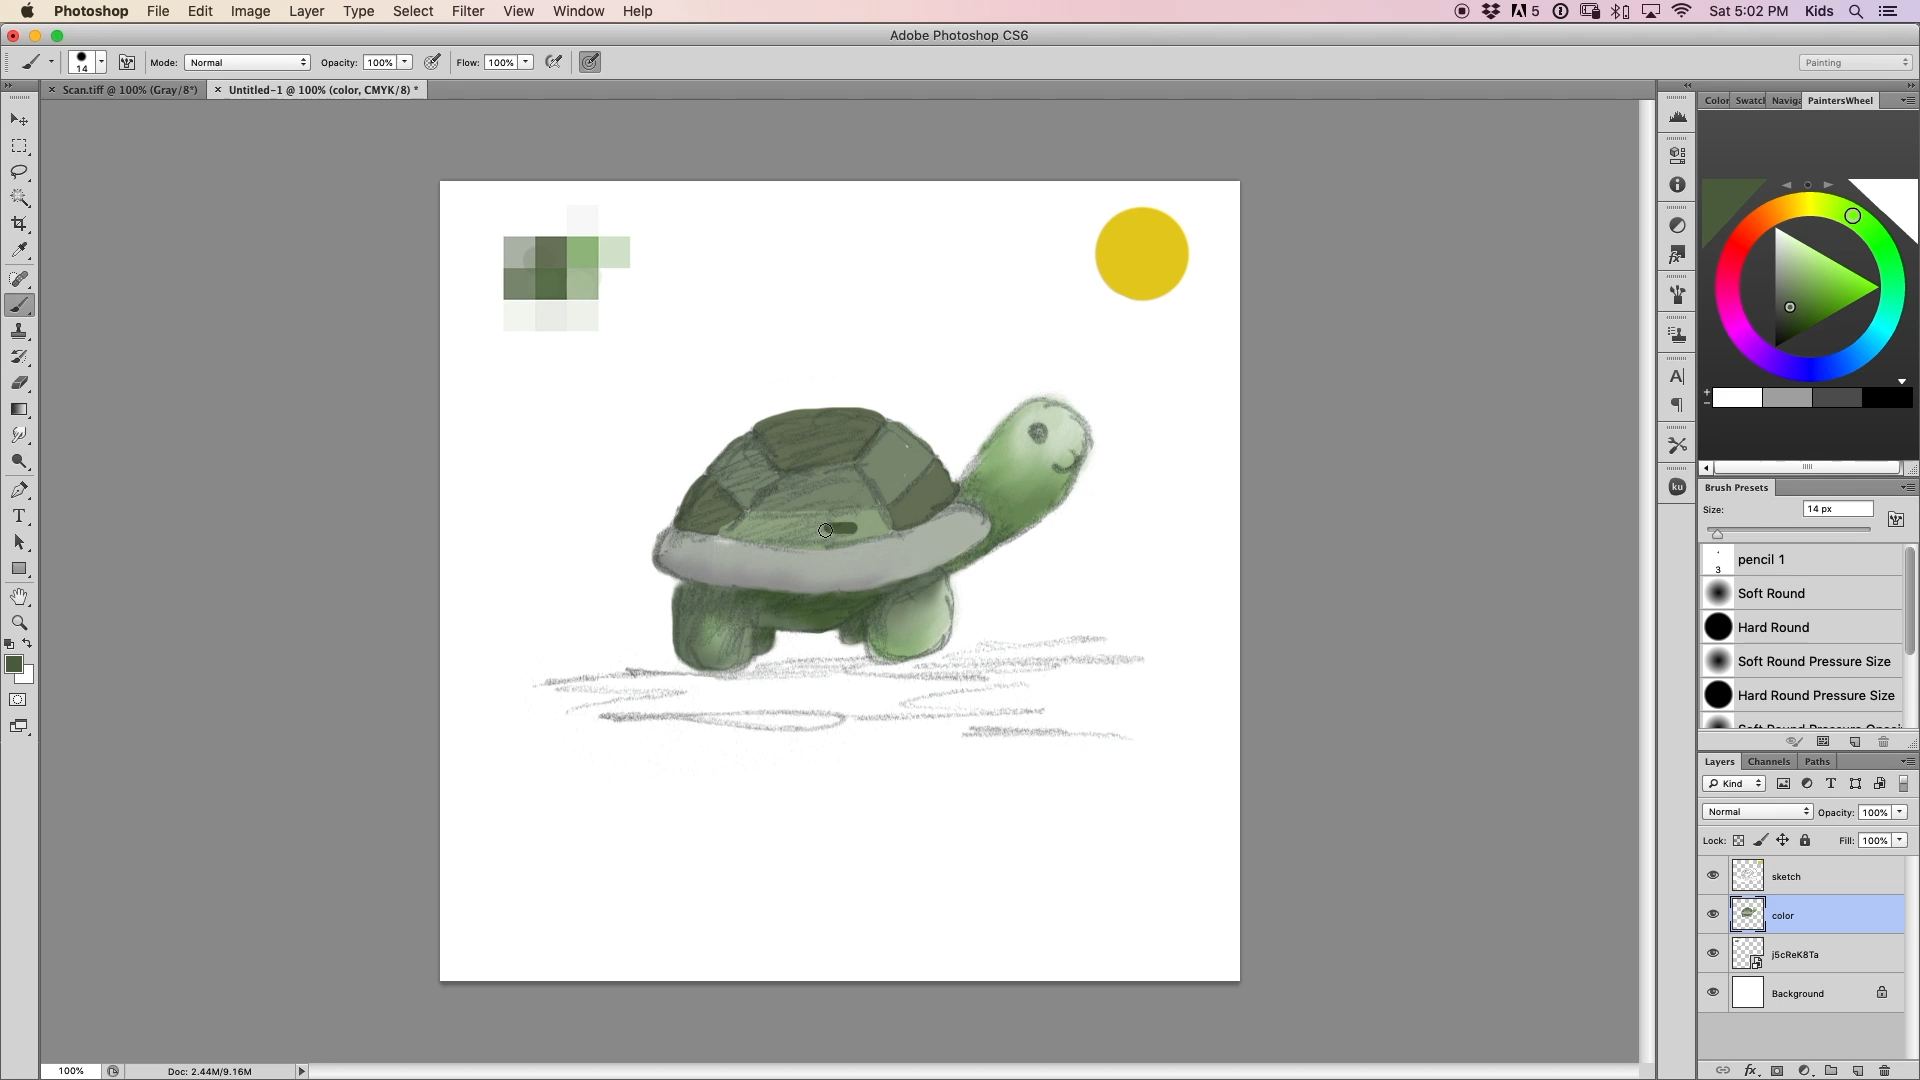 Photoshop File Edit Image Layer Type Select Filter View Window Help 5 Sat 5:02 PM Kids
Adobe Photoshop CS6
14 Mode: Normal Opacity: 100% Flow: 100% Painting
Scan.tiff @ 100% (Gray/8*) Untitled-1 @ 100% (color, CMYK/8) *
Color Swatch Naviga PaintersWheel
Brush Presets
Size: 14 px
3 pencil 1
Soft Round
Hard Round
Soft Round Pressure Size
Hard Round Pressure Size
ku
Layers Channels Paths
Kind
Normal Opacity: 100%
Lock: Fill: 100%
sketch
color
j5cReK8Ta
Background
100% Doc: 2.44M/9.16M